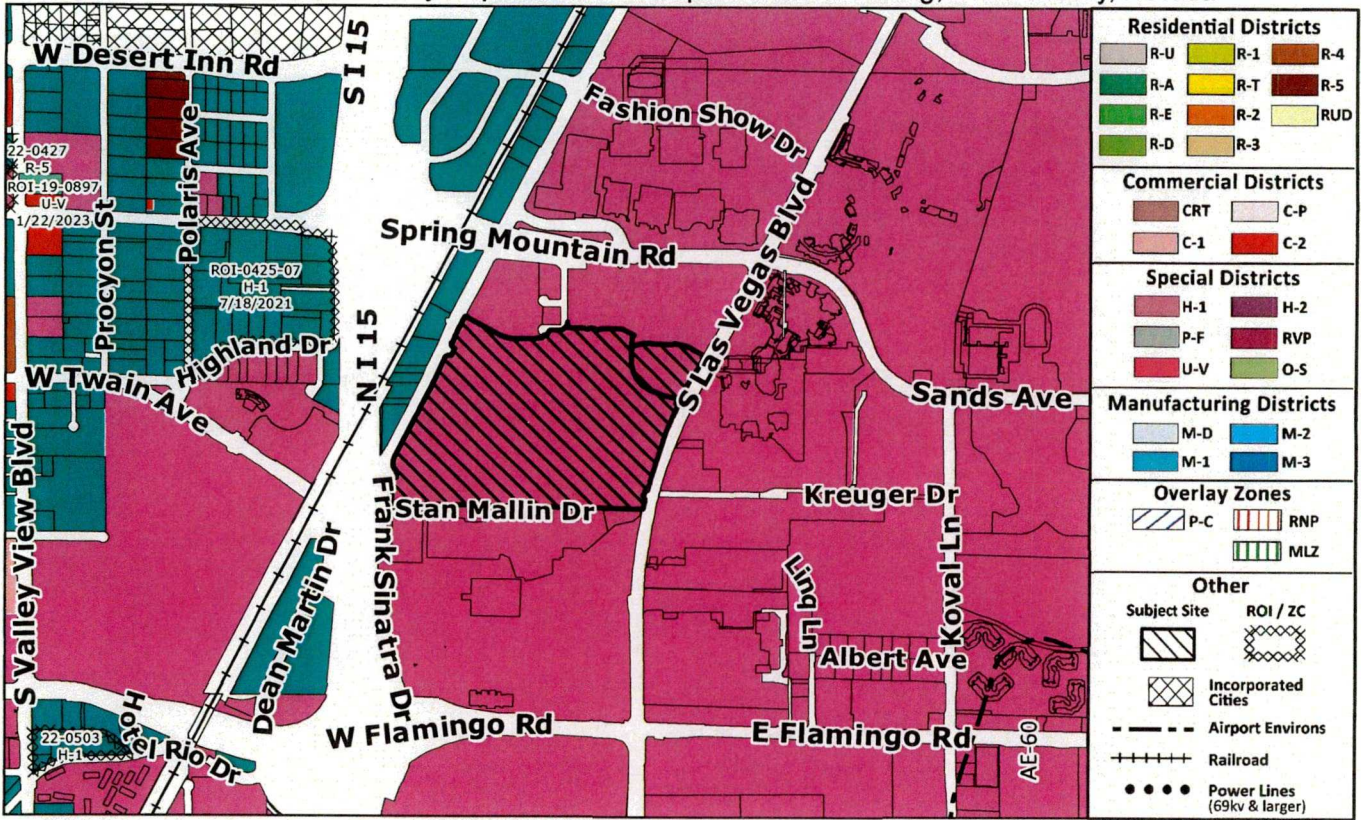 W Desert Inn Rd
S I 15
Fashion Show Dr
Polaris Ave
22-0427
R-5
ROI-19-0897
U-V
1/22/2023
Procyon St
Spring Mountain Rd
S Las Vegas Blvd
ROI-0425-07
H-1
7/18/2021
Highland Dr
N I 15
W Twain Ave
Sands Ave
S Valley View Blvd
Stan Mallin Dr
Kreuger Dr
Frank Sinatra Dr
Dean Martin Dr
Linq Ln
Koval Ln
Albert Ave
Hotel Rio Dr
22-0503
H-1
W Flamingo Rd
E Flamingo Rd
AE-60
Residential Districts
R-U R-1 R-4
R-A R-T R-5
R-E R-2 RUD
R-D R-3
Commercial Districts
CRT C-P
C-1 C-2
Special Districts
H-1 H-2
P-F RVP
U-V O-S
Manufacturing Districts
M-D M-2
M-1 M-3
Overlay Zones
P-C RNP
MLZ
Other
Subject Site ROI / ZC
Incorporated
Cities
Airport Environs
Railroad
Power Lines
(69kv & larger)